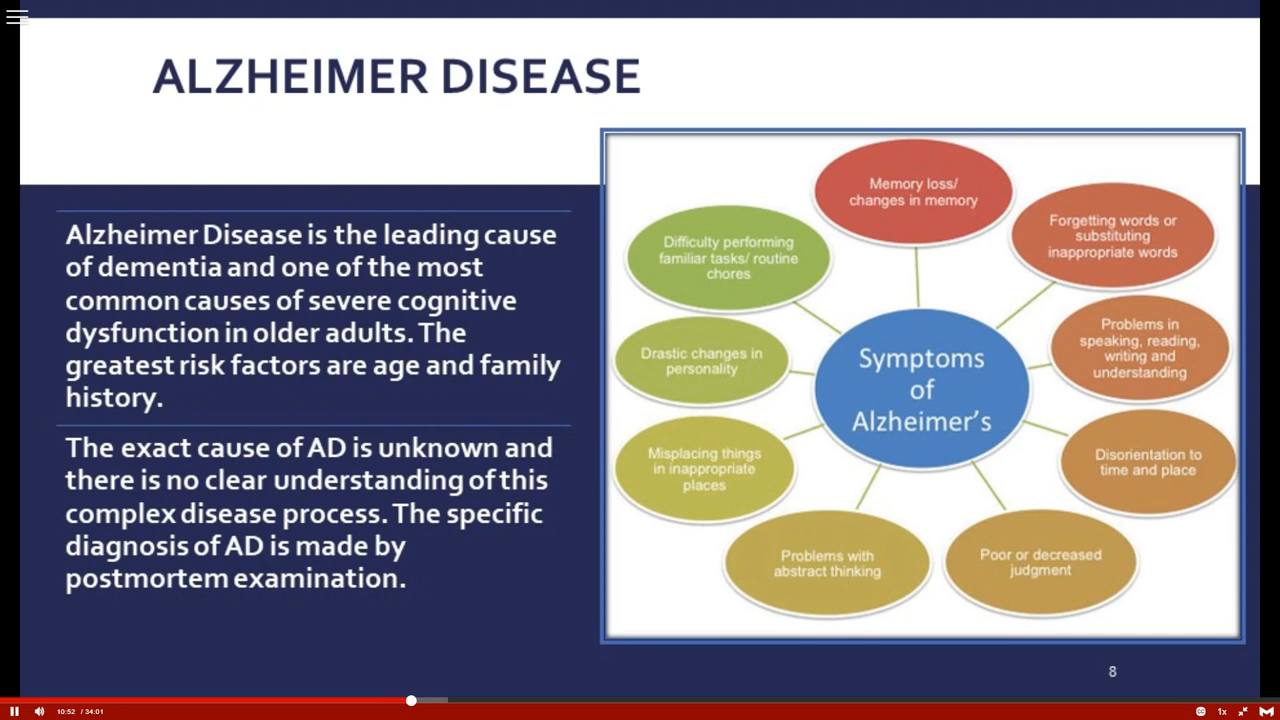 ALZHEIMER DISEASE
Alzheimer Disease is the leading cause
of dementia and one of the most
common causes of severe cognitive
dysfunction in older adults. The
greatest risk factors are age and family
history.
The exact cause of AD is unknown and
there is no clear understanding of this
complex disease process. The specific
diagnosis of AD is made by
postmortem examination.
Memory loss/
changes in memory
Forgetting words or
substituting
inappropriate words
Problems in
speaking, reading,
writing and
understanding
Disorientation to
time and place
Poor or decreased
judgment
Problems with
abstract thinking
Misplacing things
in inappropriate
places
Drastic changes in
personality
Difficulty performing
familiar tasks/ routine
chores
Symptoms
of
Alzheimer's
8
10:52 / 34:01
CC
1x